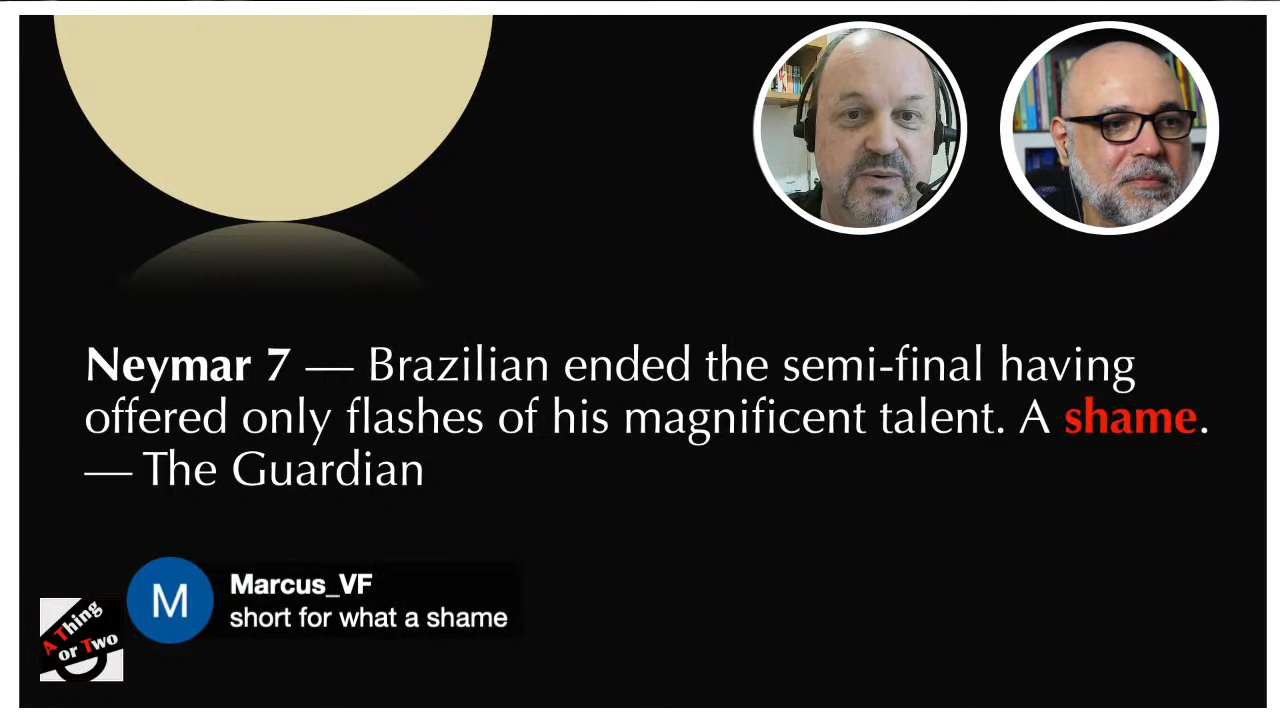 Neymar 7 — Brazilian ended the semi-final having
offered only flashes of his magnificent talent. A shame.
— The Guardian
M
Marcus_VF
short for what a shame
A Thing
or Two